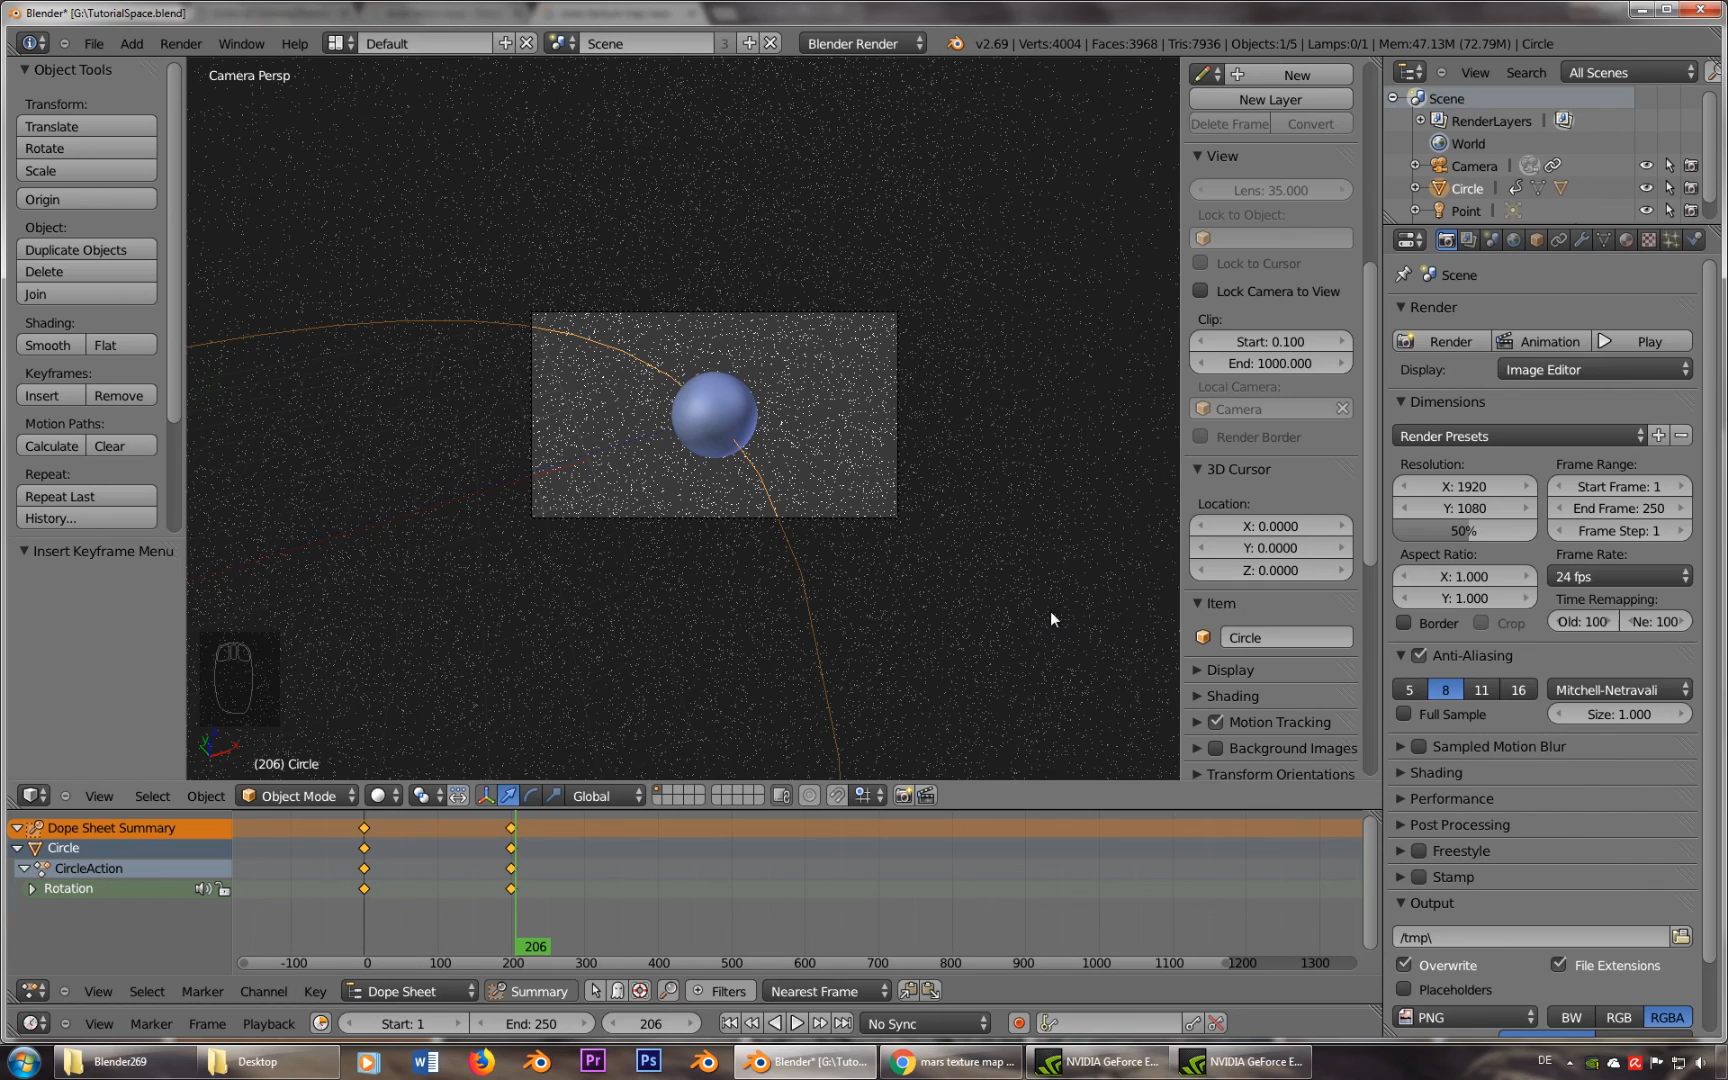 Blender* [G:\TutorialSpace.blend]
File Add Render Window Help Default Scene 3 Blender Render v2.69 | Verts:4004 | Faces:3968 | Tris:7936 | Objects:1/5 | Lamps:0/1 | Mem:47.13M (72.79M) | Circle
Object Tools
Transform:
Translate
Rotate
Scale
Origin
Object:
Duplicate Objects
Delete
Join
Shading:
Smooth Flat
Keyframes:
Insert Remove
Motion Paths:
Calculate Clear
Repeat:
Repeat Last
History...
Insert Keyframe Menu
Camera Persp
(206) Circle
New
New Layer
Delete Frame Convert
View
Lens: 35.000
Lock to Object:
Lock to Cursor
Lock Camera to View
Clip:
Start: 0.100
End: 1000.000
Local Camera:
Camera
Render Border
3D Cursor
Location:
X: 0.0000
Y: 0.0000
Z: 0.0000
Item
Circle
Display
Shading
Motion Tracking
Background Images
Transform Orientations
View Search All Scenes
Scene
RenderLayers
World
Camera
Circle
Point
Scene
Render
Render Animation Play
Display: Image Editor
Dimensions
Render Presets
Resolution: Frame Range:
X: 1920 Start Frame: 1
Y: 1080 End Frame: 250
50% Frame Step: 1
Aspect Ratio: Frame Rate:
X: 1.000 24 fps
Y: 1.000 Time Remapping:
Border Crop Old: 100 Ne: 100
Anti-Aliasing
5 8 11 16 Mitchell-Netravali
Full Sample Size: 1.000
Sampled Motion Blur
Shading
Performance
Post Processing
Freestyle
Stamp
Output
/tmp\
Overwrite File Extensions
Placeholders
PNG BW RGB RGBA
View Select Object Object Mode Global
Dope Sheet Summary
Circle
CircleAction
Rotation
206
-100 0 100 200 300 400 500 600 700 800 900 1000 1100 1200 1300
View Select Marker Channel Key Dope Sheet Summary Filters Nearest Frame
View Marker Frame Playback Start: 1 End: 250 206 No Sync
Blender269 Desktop Pr Ps Blender* [G:\Tuto... mars texture map ... NVIDIA GeForce E... NVIDIA GeForce E... DE